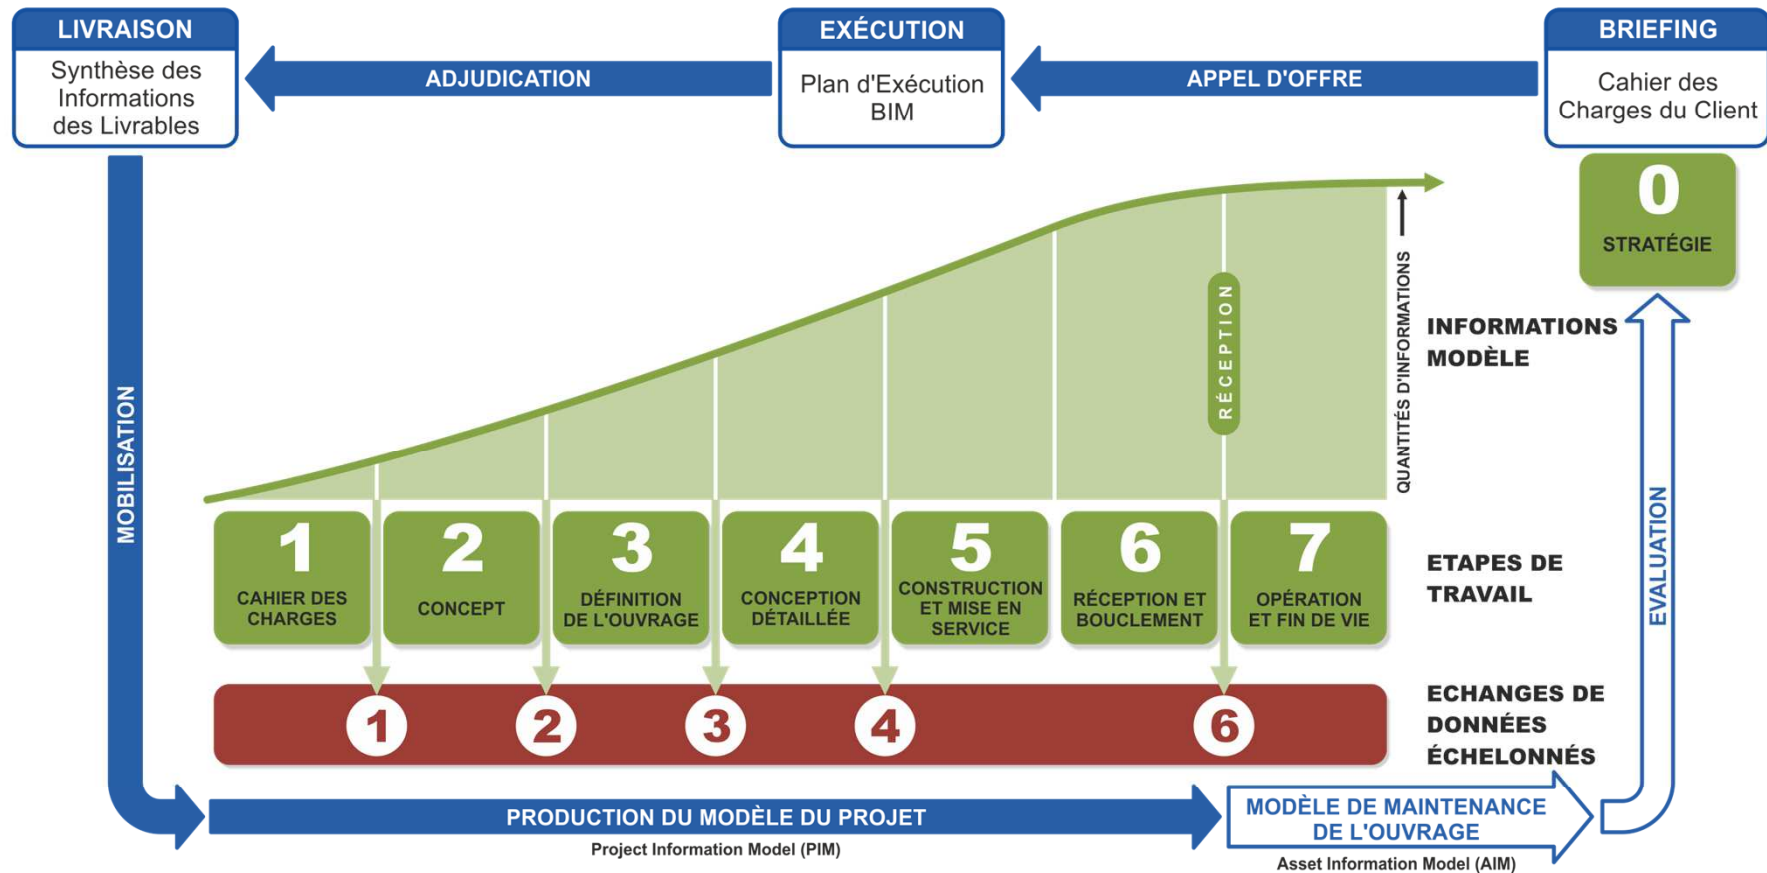 LIVRAISON
Synthèse des
Informations
des Livrables
ADJUDICATION
EXÉCUTION
Plan d'Exécution
BIM
APPEL D'OFFRE
BRIEFING
Cahier des
Charges du Client
0
STRATÉGIE
MOBILISATION
RÉCEPTION
QUANTITÉS D'INFORMATIONS
INFORMATIONS
MODÈLE
1
CAHIER DES
CHARGES
2
CONCEPT
3
DÉFINITION
DE L'OUVRAGE
4
CONCEPTION
DÉTAILLÉE
5
CONSTRUCTION
ET MISE EN
SERVICE
6
RÉCEPTION ET
BOUCLEMENT
7
OPÉRATION
ET FIN DE VIE
ETAPES DE
TRAVAIL
EVALUATION
1
2
3
4
6
ECHANGES DE
DONNÉES
ÉCHELONNÉS
PRODUCTION DU MODÈLE DU PROJET
Project Information Model (PIM)
MODÈLE DE MAINTENANCE
DE L'OUVRAGE
Asset Information Model (AIM)